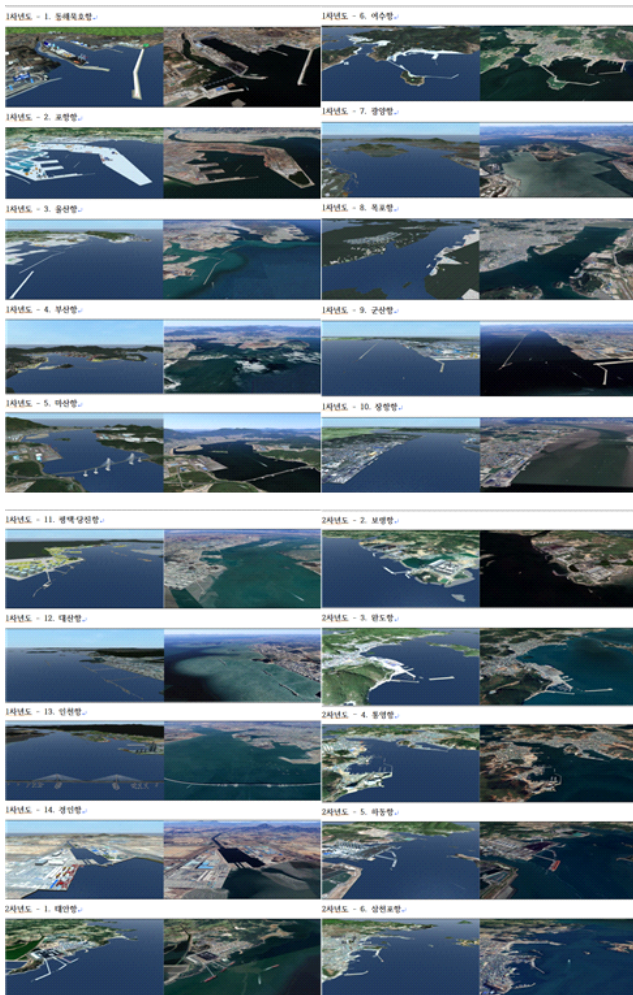 1차년도 - 1. 동해묵호항
1차년도 - 2. 포항항
1차년도 - 3. 울산항
1차년도 - 4. 부산항
1차년도 - 5. 마산항
1차년도 - 6. 여수항
1차년도 - 7. 광양항
1차년도 - 8. 목포항
1차년도 - 9. 군산항
1차년도 - 10. 장항항
1차년도 - 11. 평택·당진항
1차년도 - 12. 대산항
1차년도 - 13. 인천항
1차년도 - 14. 경인항
2차년도 - 1. 태안항
2차년도 - 2. 보령항
2차년도 - 3. 완도항
2차년도 - 4. 통영항
2차년도 - 5. 하동항
2차년도 - 6. 삼천포항